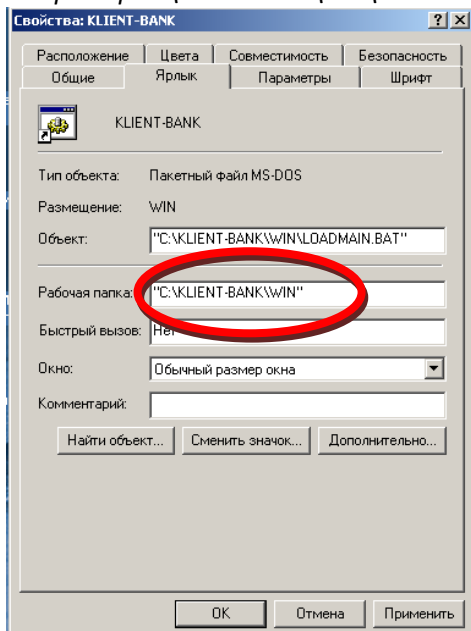 Свойства: KLIENT-BANK
Расположение Цвета Совместимость Безопасность
Общие Ярлык Параметры Шрифт
KLIENT-BANK
Тип объекта: Пакетный файл MS-DOS
Размещение: WIN
Объект: "C:\KLIENT-BANK\WIN\LOADMAIN.BAT"
Рабочая папка: "C:\KLIENT-BANK\WIN"
Быстрый вызов: Нет
Окно: Обычный размер окна
Комментарий:
Найти объект... Сменить значок... Дополнительно...
OK Отмена Применить